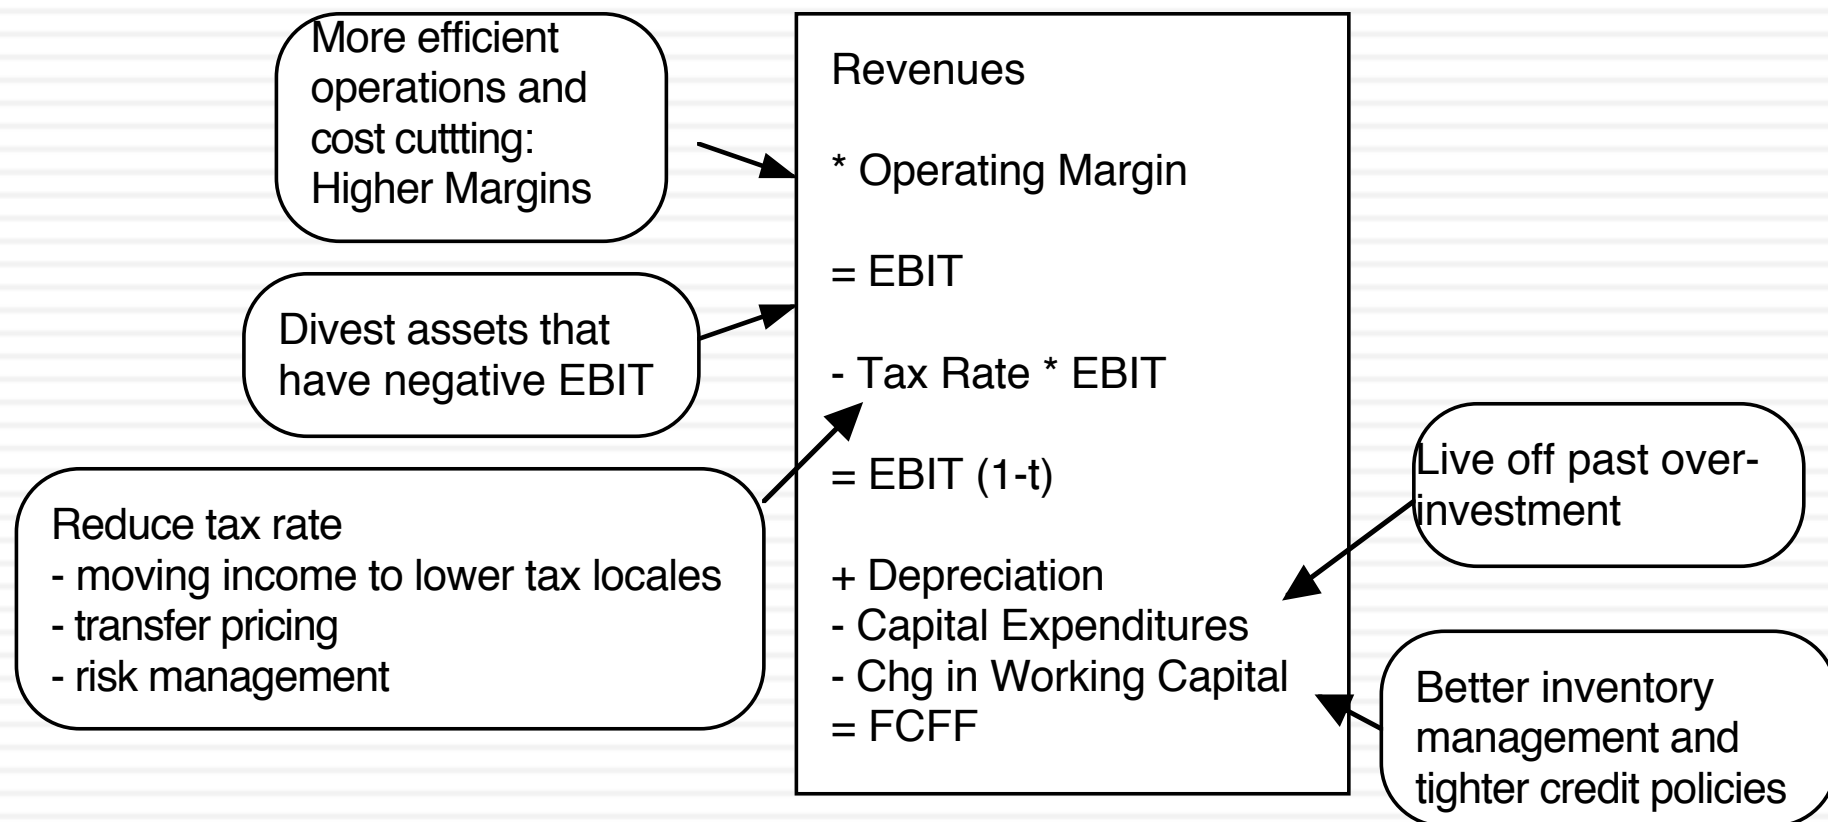 More efficient
operations and
cost cuttting:
Higher Margins
Divest assets that
have negative EBIT
Reduce tax rate
- moving income to lower tax locales
- transfer pricing
- risk management
Revenues
* Operating Margin
= EBIT
- Tax Rate * EBIT
= EBIT (1-t)
+ Depreciation
- Capital Expenditures
- Chg in Working Capital
= FCFF
Live off past over-
investment
Better inventory
management and
tighter credit policies